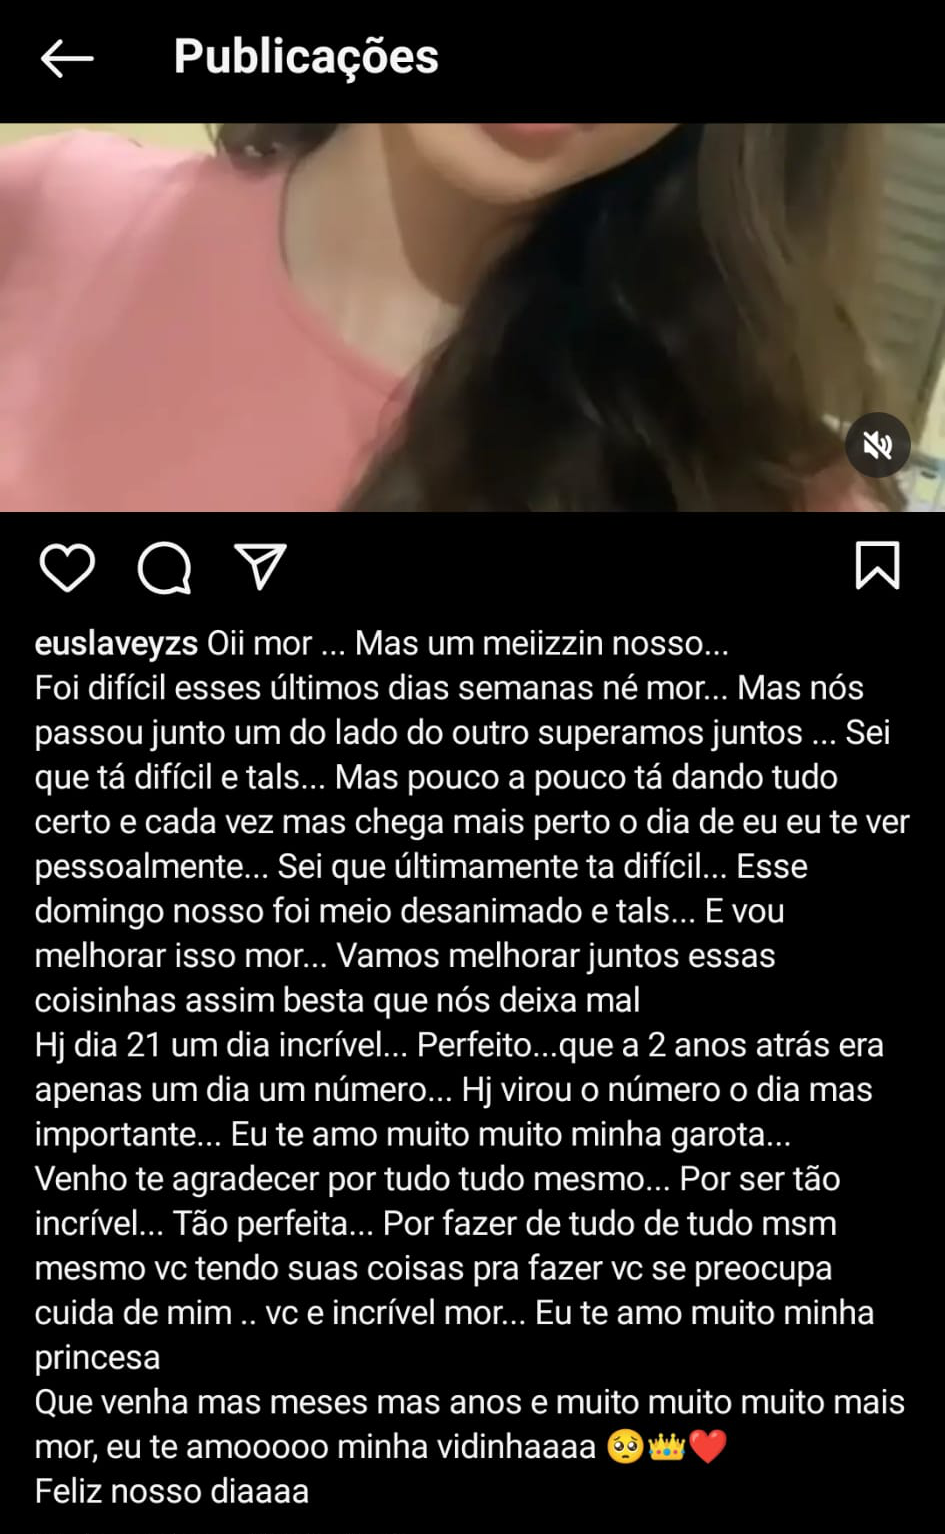 Publicações
euslaveyzs Oii mor ... Mas um meiizzin nosso...
Foi difícil esses últimos dias semanas né mor... Mas nós
passou junto um do lado do outro superamos juntos ... Sei
que tá difícil e tals... Mas pouco a pouco tá dando tudo
certo e cada vez mas chega mais perto o dia de eu eu te ver
pessoalmente... Sei que últimamente ta difícil... Esse
domingo nosso foi meio desanimado e tals... E vou
melhorar isso mor... Vamos melhorar juntos essas
coisinhas assim besta que nós deixa mal
Hj dia 21 um dia incrível... Perfeito...que a 2 anos atrás era
apenas um dia um número... Hj virou o número o dia mas
importante... Eu te amo muito muito minha garota...
Venho te agradecer por tudo tudo mesmo... Por ser tão
incrível... Tão perfeita... Por fazer de tudo de tudo msm
mesmo vc tendo suas coisas pra fazer vc se preocupa
cuida de mim .. vc e incrível mor... Eu te amo muito minha
princesa
Que venha mas meses mas anos e muito muito muito mais
mor, eu te amooooo minha vidinhaaaa 🥺👑❤️
Feliz nosso diaaaa